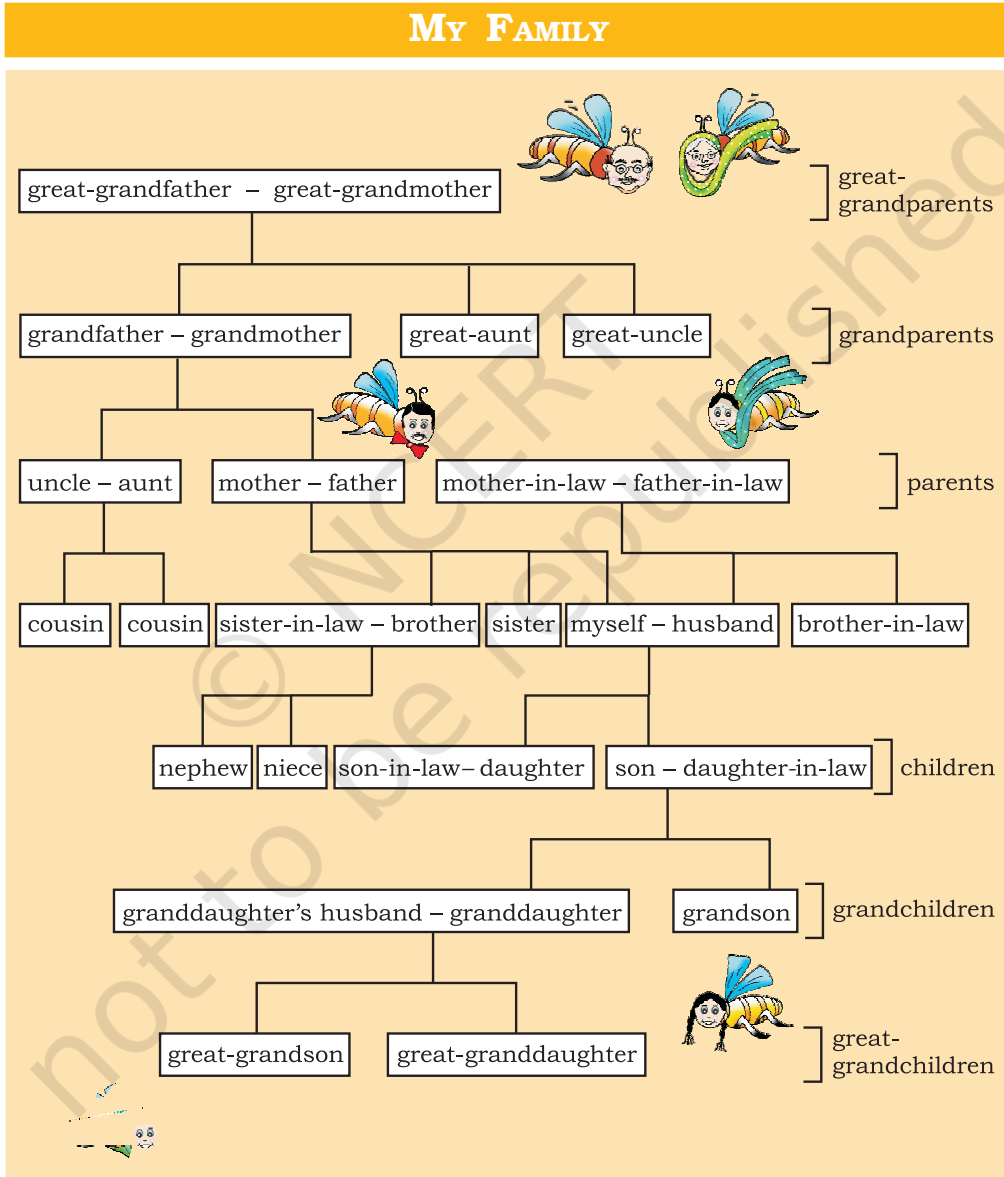 MY FAMILY
great-grandfather – great-grandmother
great-
grandparents
grandfather – grandmother
great-aunt
great-uncle
grandparents
uncle – aunt
mother – father
mother-in-law – father-in-law
parents
cousin
cousin
sister-in-law – brother
sister
myself – husband
brother-in-law
nephew
niece
son-in-law– daughter
son – daughter-in-law
children
granddaughter's husband – granddaughter
grandson
grandchildren
great-grandson
great-granddaughter
great-
grandchildren
© NCERT
not to be republished